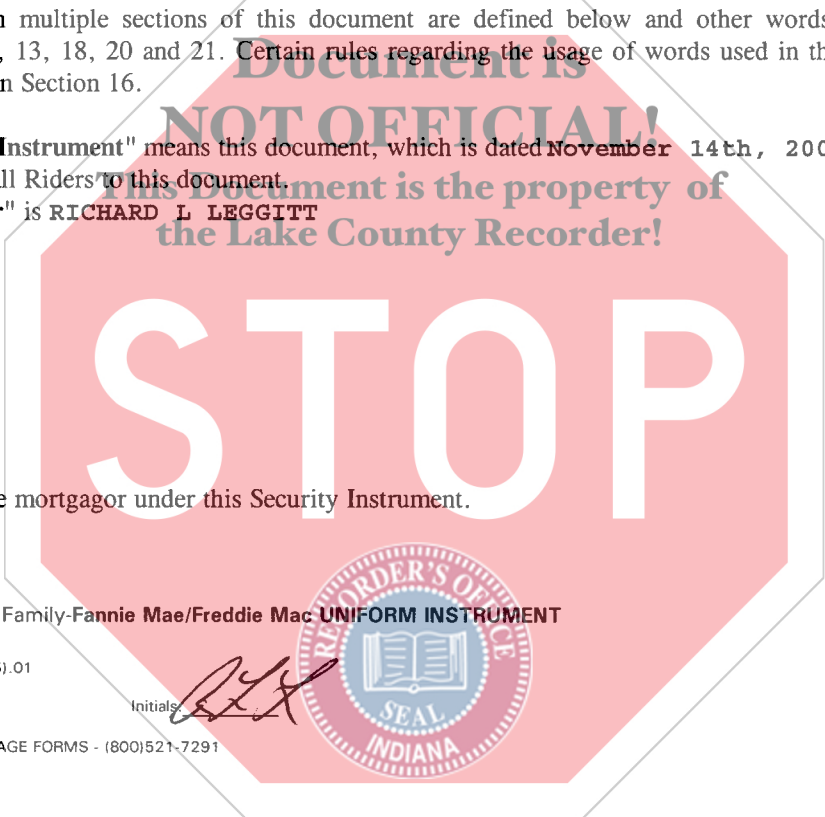 n multiple sections of this document are defined below and other words
, 13, 18, 20 and 21. Certain rules regarding the usage of words used in th
n Section 16.
Document is
NOT OFFICIAL!
This Document is the property of
the Lake County Recorder!
Instrument" means this document, which is dated November 14th, 200
ll Riders to this document.
" is RICHARD L LEGGITT
STOP
e mortgagor under this Security Instrument.
Family-Fannie Mae/Freddie Mac UNIFORM INSTRUMENT
).01
Initials: RLL
AGE FORMS - (800)521-7291
RECORDER'S OFFICE
SEAL
INDIANA